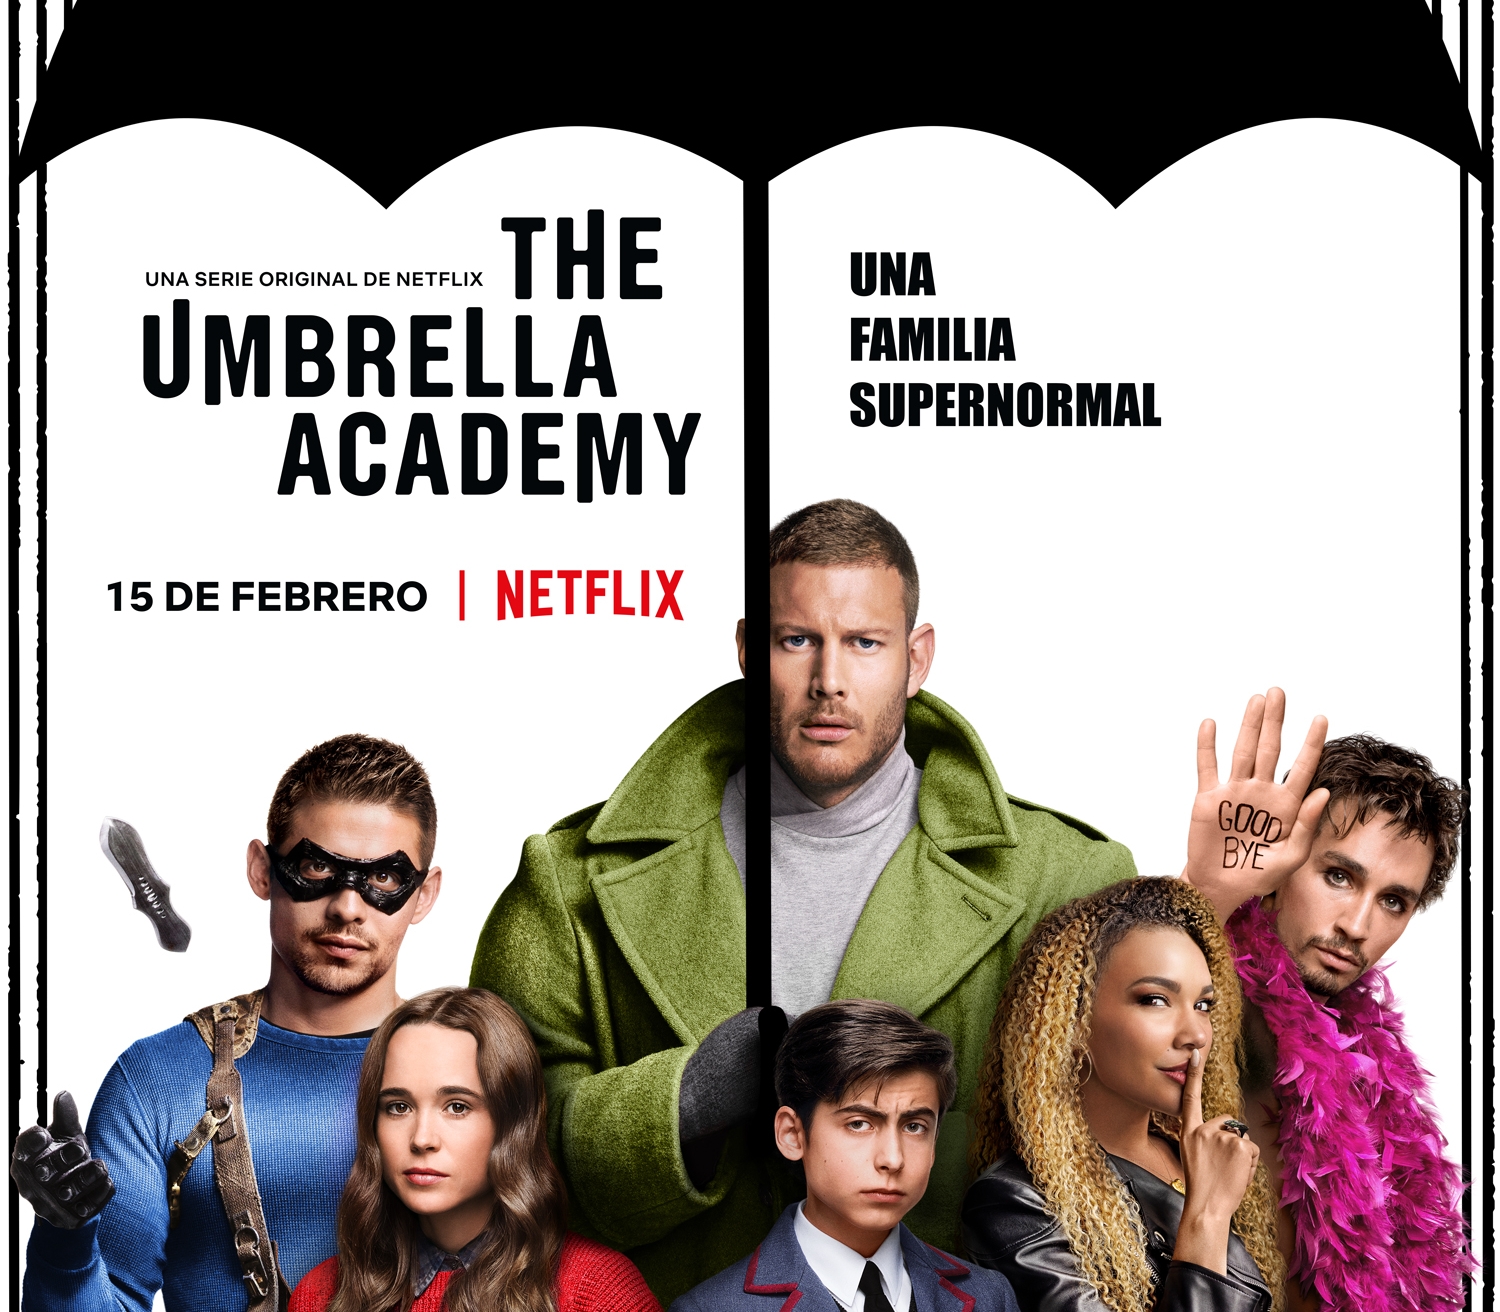 THE
UNA SERIE ORIGINAL DE NETFLIX
UMBRELLA
ACADEMY
15 DE FEBRERO | NETFLIX
UNA
FAMILIA
SUPERNORMAL
GOOD
BYE